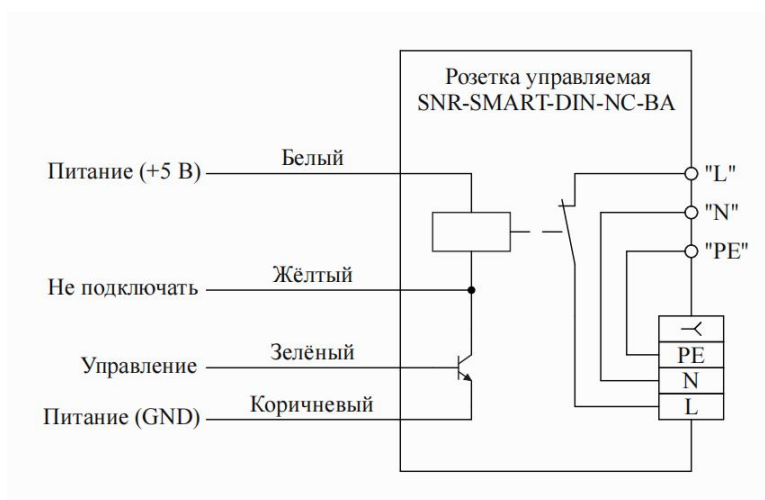 Розетка управляемая
SNR-SMART-DIN-NC-BA
Питание (+5 В)
Белый
"L"
"N"
"PE"
Не подключать
Жёлтый
Управление
Зелёный
Питание (GND)
Коричневый
PE
N
L